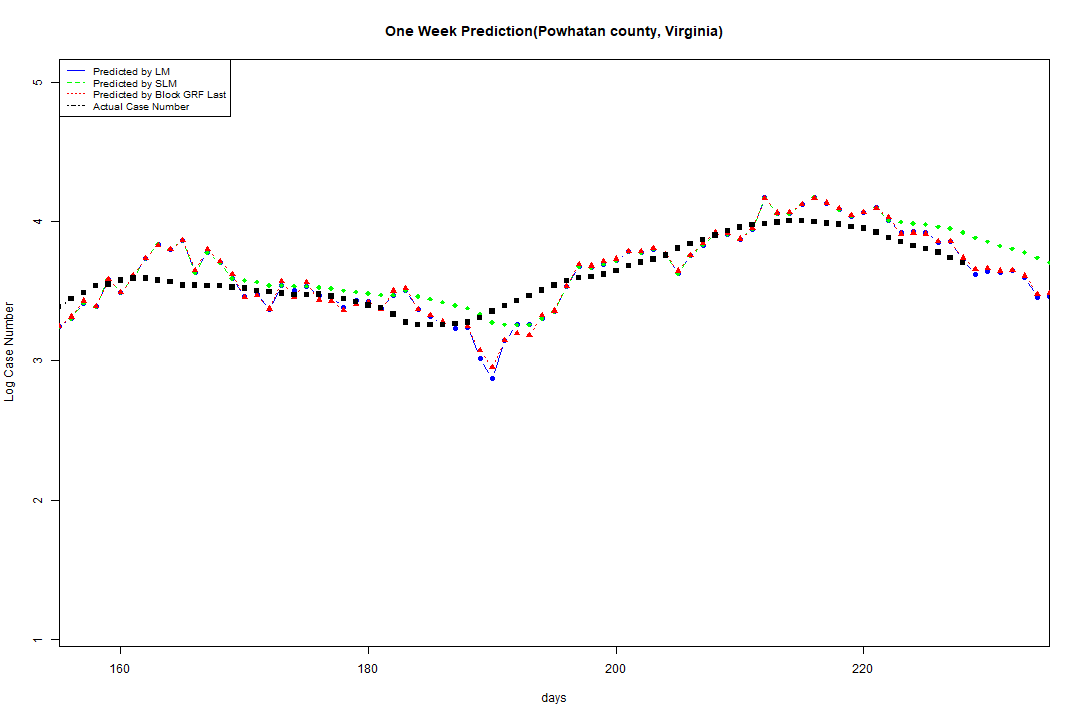 One Week Prediction(Powhatan county, Virginia)
Predicted by LM
Predicted by SLM
Predicted by Block GRF Last
Actual Case Number
5
4
3
2
1
Log Case Number
160 180 200 220
days